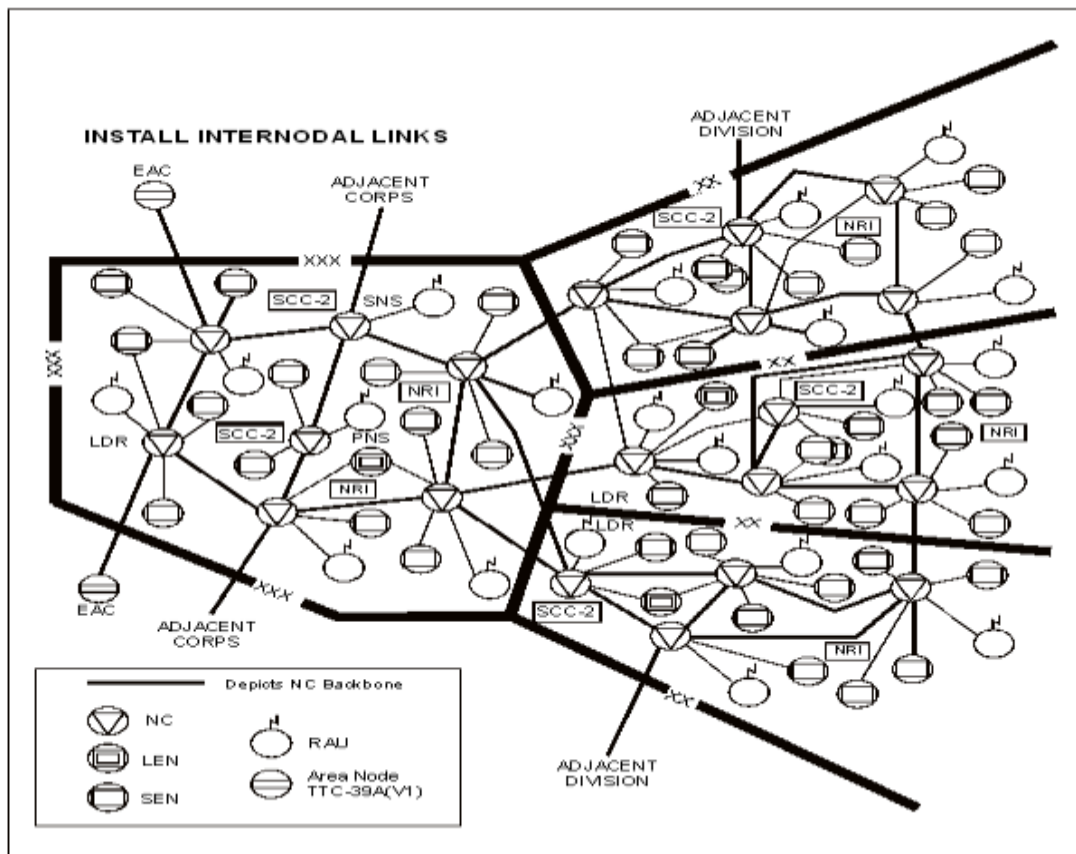 INSTALL INTERNODAL LINKS
EAC
ADJACENT
CORPS
ADJACENT
DIVISION
XX
SCC-2
NRI
XXX
SCC-2
SNS
XXX
NRI
XX
SCC-2
LDR
SCC-2
PNS
NRI
XXX
NRI
LDR
XX
LDR
EAC
ADJACENT
CORPS
XXX
SCC-2
NRI
XX
ADJACENT
DIVISION
Depicts NC Backbone
NC
LEN
SEN
RAU
Area Node
TTC-39A(V1)